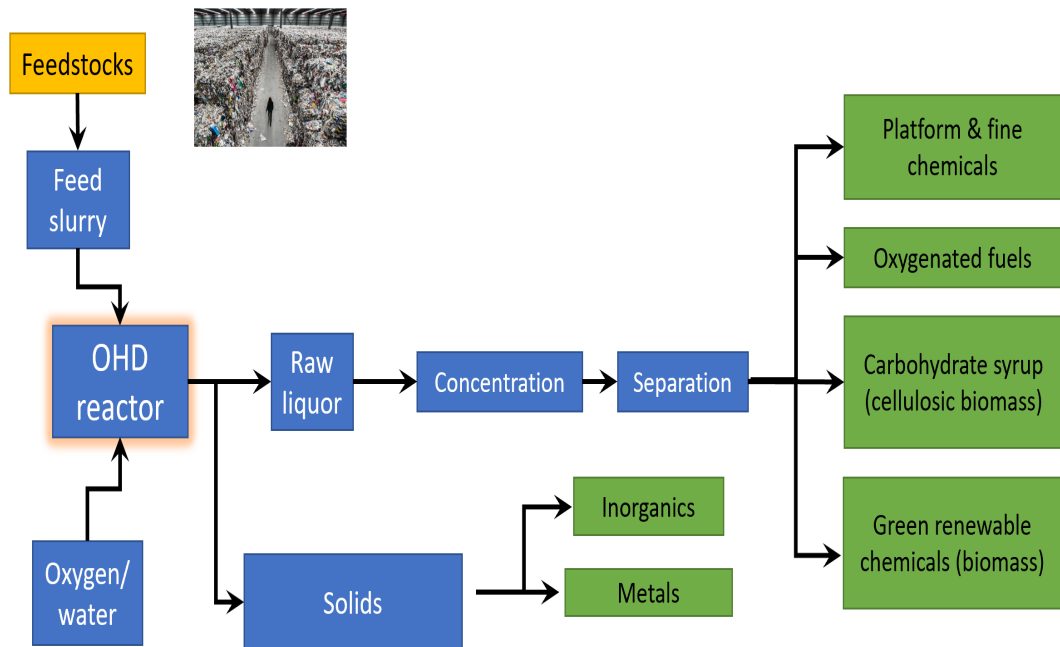 Feedstocks
Feed
slurry
OHD
reactor
Oxygen/
water
Raw
liquor
Concentration
Separation
Solids
Inorganics
Metals
Platform & fine
chemicals
Oxygenated fuels
Carbohydrate syrup
(cellulosic biomass)
Green renewable
chemicals (biomass)